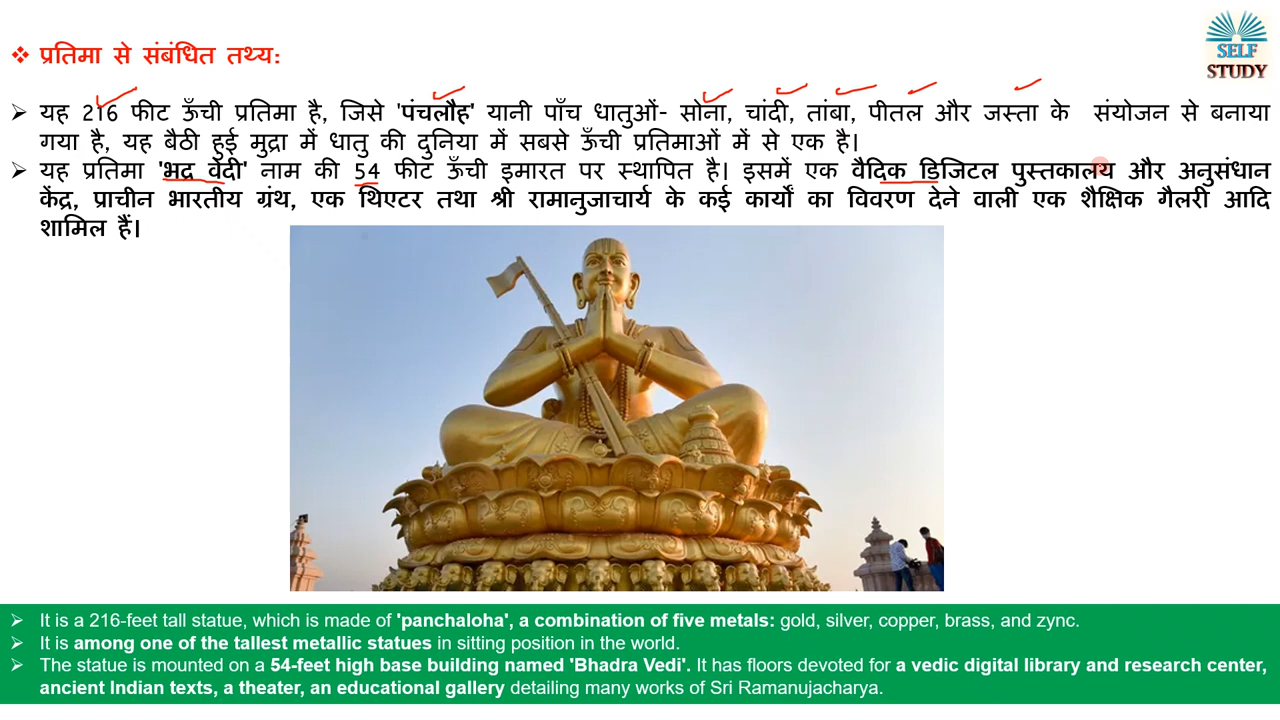 SELF
STUDY
❖ प्रतिमा से संबंधित तथ्य:
➢ यह 216 फीट ऊँची प्रतिमा है, जिसे 'पंचलौह' यानी पाँच धातुओं- सोना, चांदी, तांबा, पीतल और जस्ता के संयोजन से बनाया
गया है, यह बैठी हुई मुद्रा में धातु की दुनिया में सबसे ऊँची प्रतिमाओं में से एक है।
➢ यह प्रतिमा 'भद्र वेदी' नाम की 54 फीट ऊँची इमारत पर स्थापित है। इसमें एक वैदिक डिजिटल पुस्तकालय और अनुसंधान
केंद्र, प्राचीन भारतीय ग्रंथ, एक थिएटर तथा श्री रामानुजाचार्य के कई कार्यों का विवरण देने वाली एक शैक्षिक गैलरी आदि
शामिल हैं।
➢ It is a 216-feet tall statue, which is made of 'panchaloha', a combination of five metals: gold, silver, copper, brass, and zync.
➢ It is among one of the tallest metallic statues in sitting position in the world.
➢ The statue is mounted on a 54-feet high base building named 'Bhadra Vedi'. It has floors devoted for a vedic digital library and research center,
ancient Indian texts, a theater, an educational gallery detailing many works of Sri Ramanujacharya.